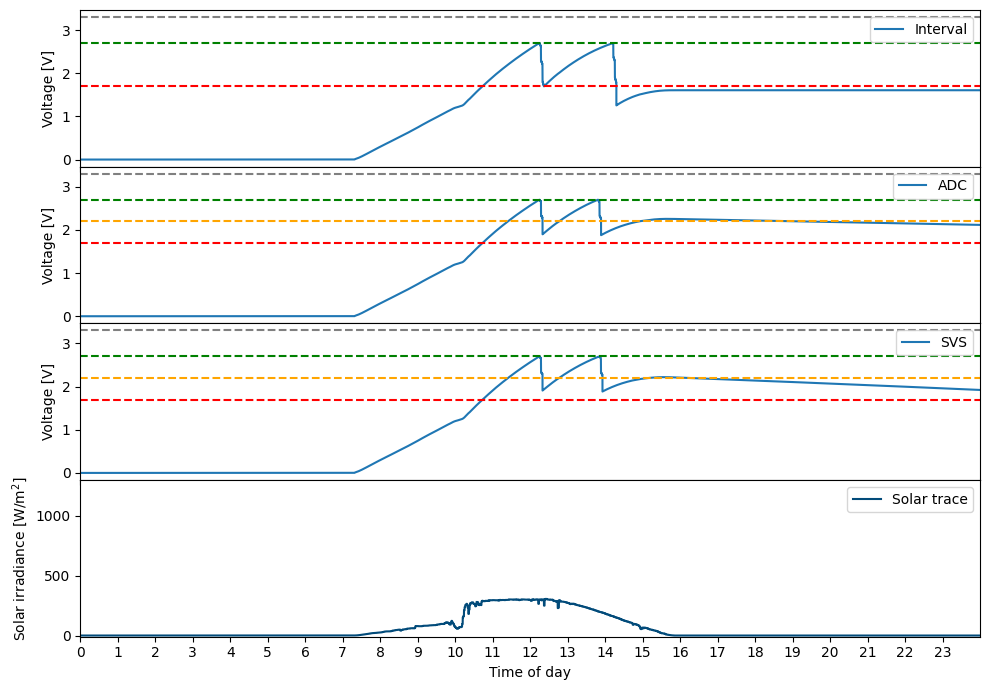 3
2
1
0
Voltage [V]
Interval
3
2
1
0
Voltage [V]
ADC
3
2
1
0
Voltage [V]
SVS
1000
500
0
Solar irradiance [W/m²]
Solar trace
0 1 2 3 4 5 6 7 8 9 10 11 12 13 14 15 16 17 18 19 20 21 22 23
Time of day